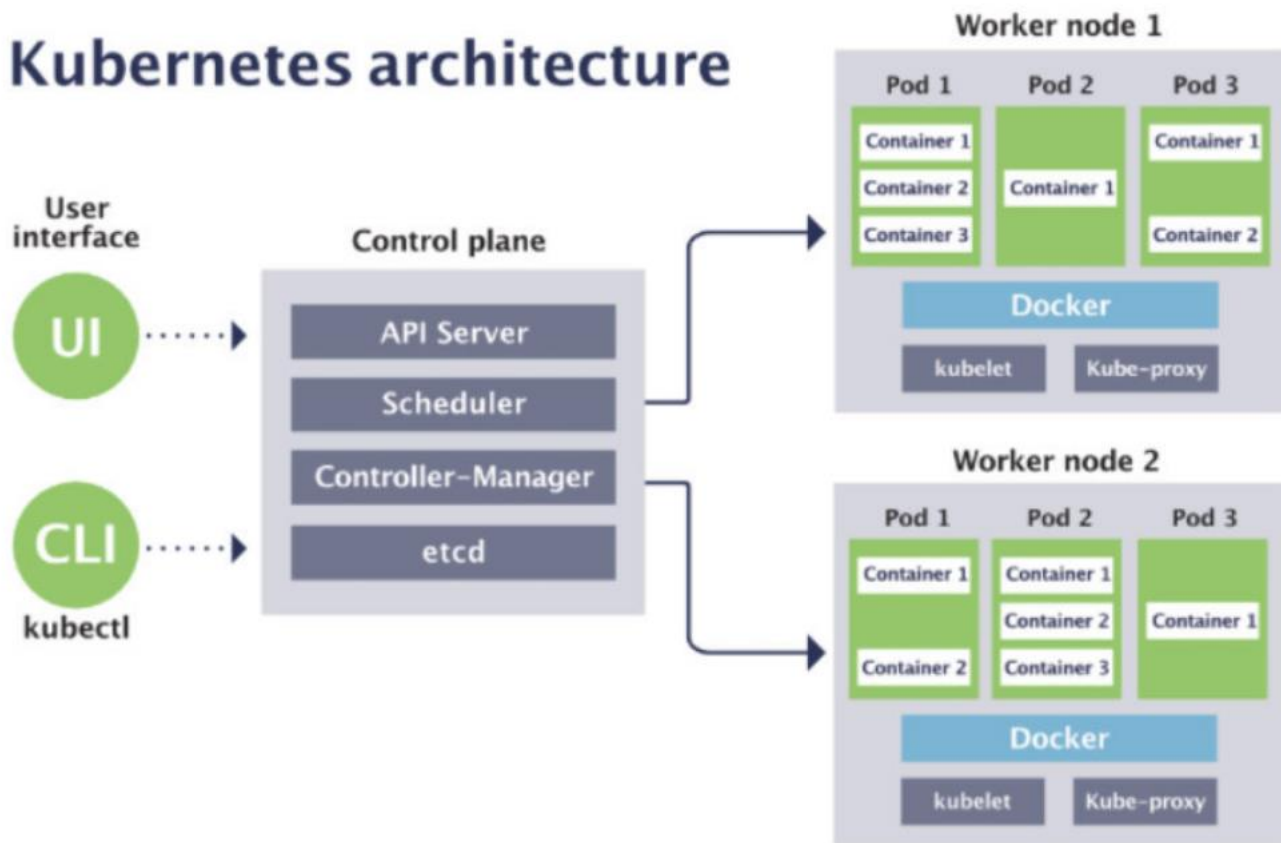 Kubernetes architecture
User
interface
UI
CLI
kubectl
Control plane
API Server
Scheduler
Controller-Manager
etcd
Worker node 1
Pod 1
Container 1
Container 2
Container 3
Pod 2
Container 1
Pod 3
Container 1
Container 2
Docker
kubelet
Kube-proxy
Worker node 2
Pod 1
Container 1
Container 2
Pod 2
Container 1
Container 2
Container 3
Pod 3
Container 1
Docker
kubelet
Kube-proxy